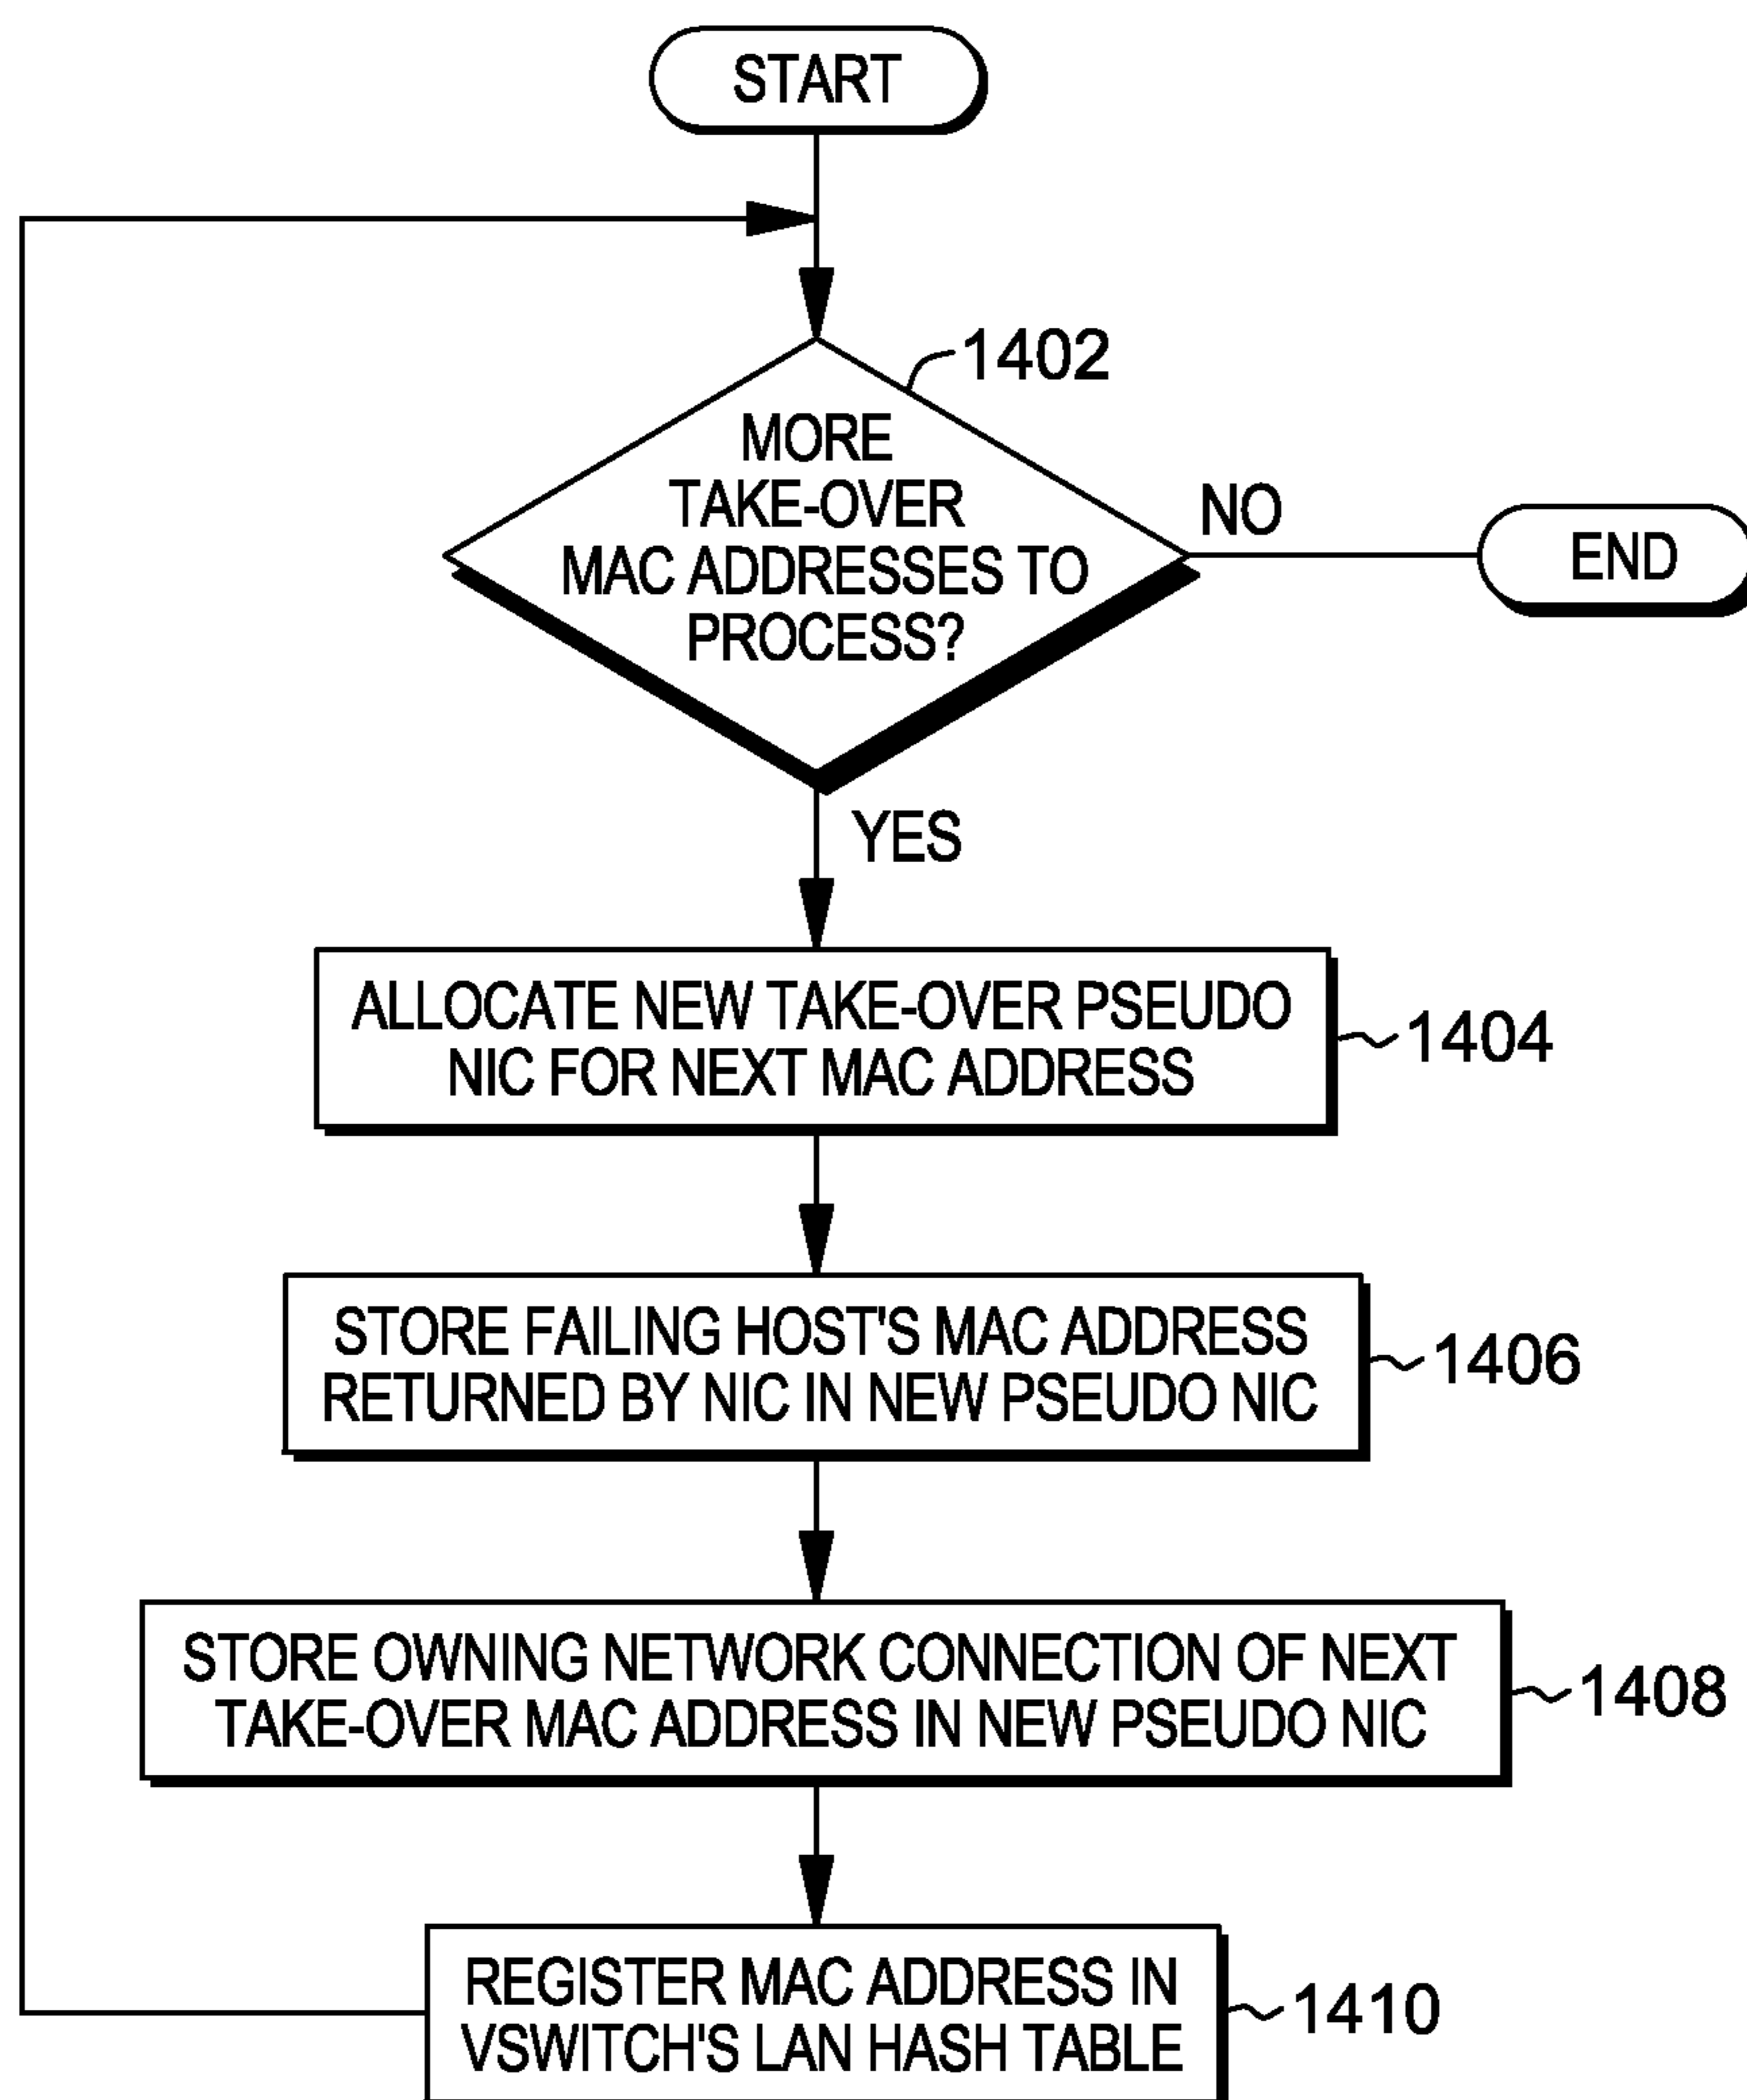 START
1402
MORE
TAKE-OVER
MAC ADDRESSES TO
PROCESS?
NO
END
YES
ALLOCATE NEW TAKE-OVER PSEUDO
NIC FOR NEXT MAC ADDRESS
1404
STORE FAILING HOST'S MAC ADDRESS
RETURNED BY NIC IN NEW PSEUDO NIC
1406
STORE OWNING NETWORK CONNECTION OF NEXT
TAKE-OVER MAC ADDRESS IN NEW PSEUDO NIC
1408
REGISTER MAC ADDRESS IN
VSWITCH'S LAN HASH TABLE
1410